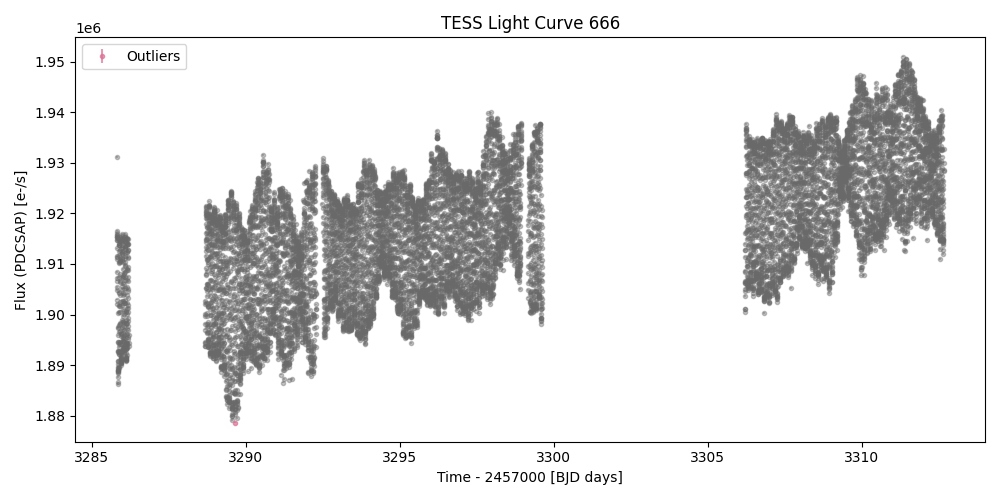 TESS Light Curve 666
1e6
Outliers
1.95
1.94
1.93
1.92
1.91
1.90
1.89
1.88
Flux (PDCSAP) [e-/s]
3285 3290 3295 3300 3305 3310
Time - 2457000 [BJD days]